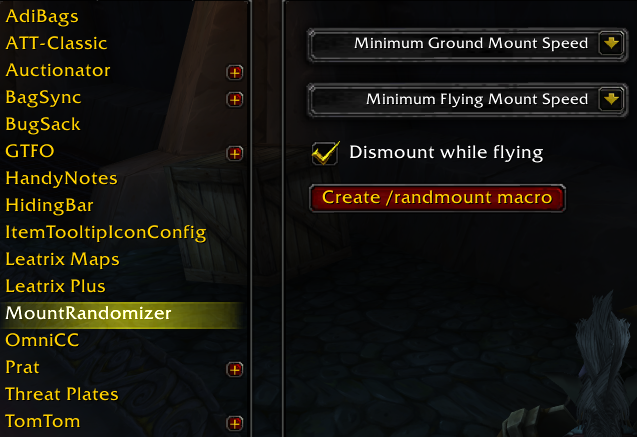 AdiBags
ATT-Classic
Auctionator
BagSync
BugSack
GTFO
HandyNotes
HidingBar
ItemTooltipIconConfig
Leatrix Maps
Leatrix Plus
MountRandomizer
OmniCC
Prat
Threat Plates
TomTom
Minimum Ground Mount Speed
Minimum Flying Mount Speed
Dismount while flying
Create /randmount macro